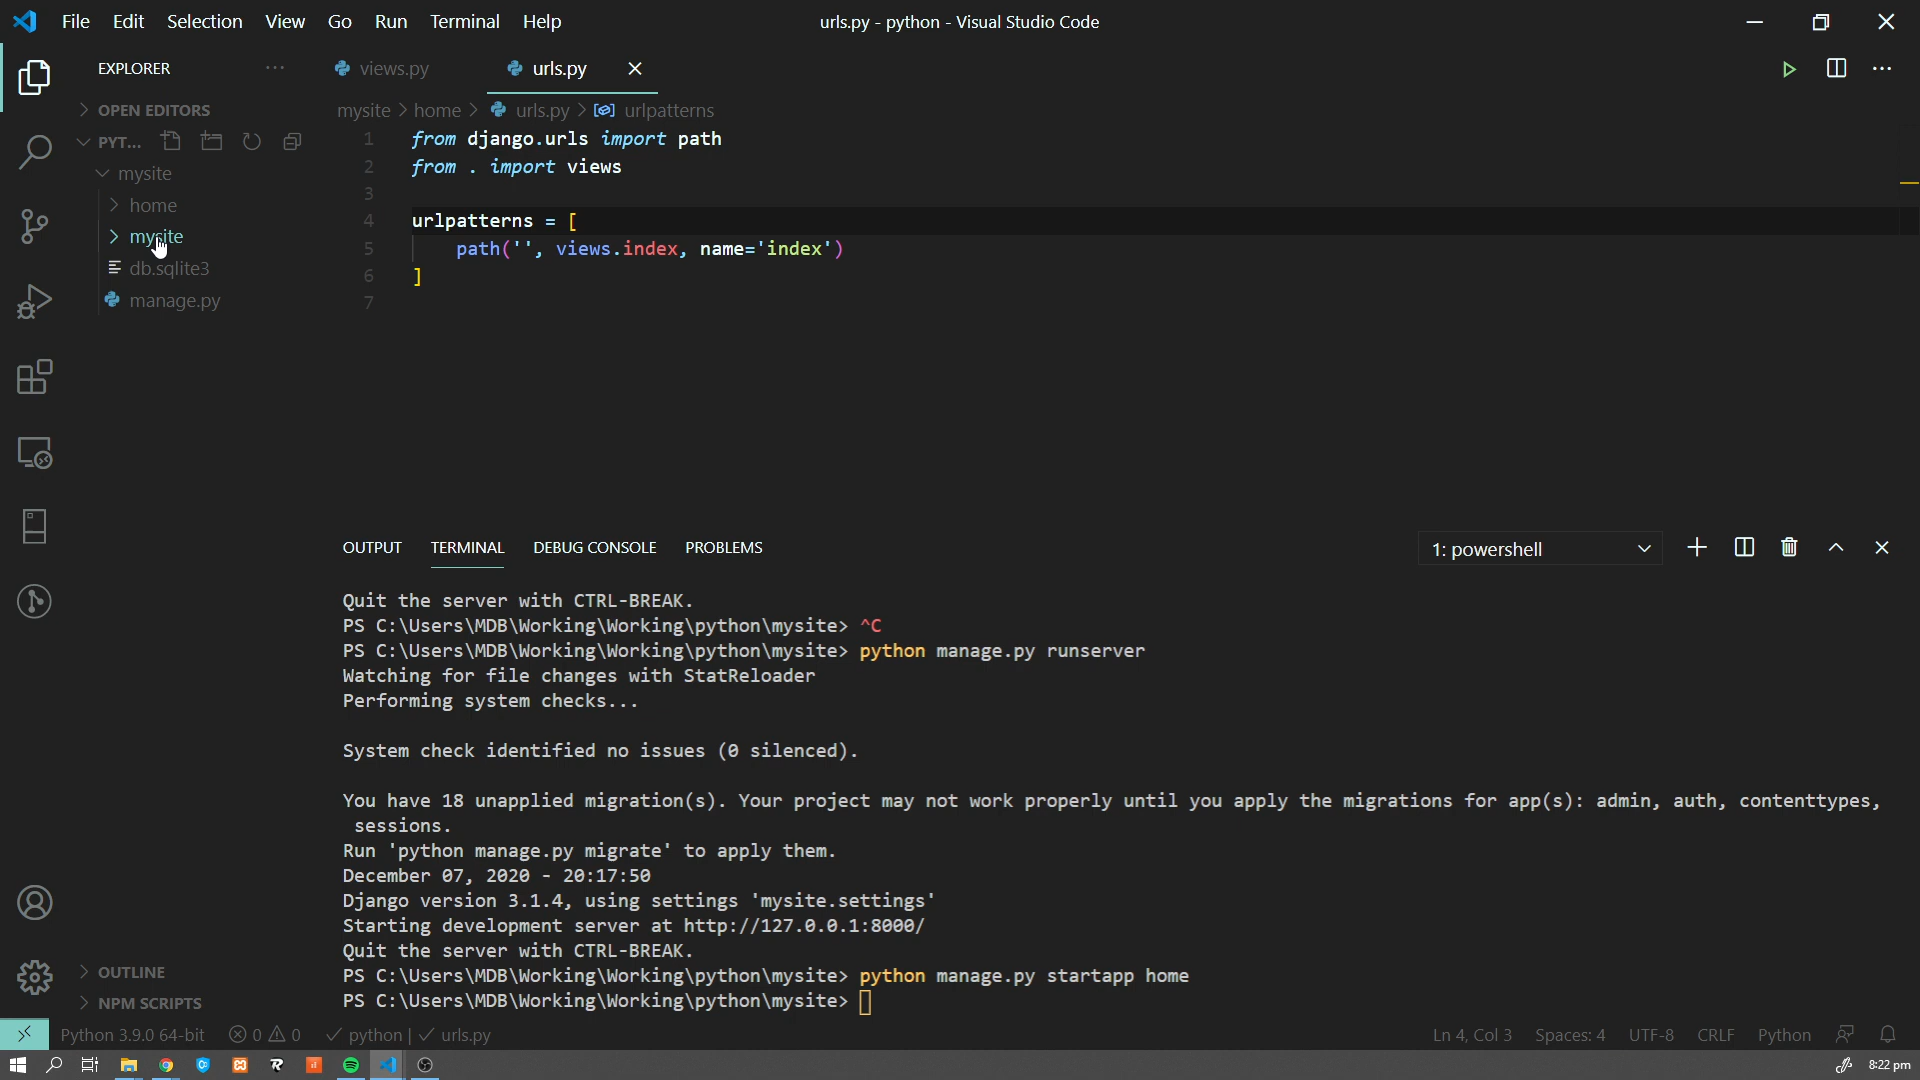 File Edit Selection View Go Run Terminal Help
urls.py - python - Visual Studio Code
EXPLORER
OPEN EDITORS
PYT...
mysite
home
mysite
db.sqlite3
manage.py
OUTLINE
NPM SCRIPTS
views.py
urls.py
mysite > home > urls.py > urlpatterns
1 from django.urls import path
2 from . import views
3
4 urlpatterns = [
5 path('', views.index, name='index')
6 ]
7
OUTPUT TERMINAL DEBUG CONSOLE PROBLEMS
1: powershell
Quit the server with CTRL-BREAK.
PS C:\Users\MDB\Working\Working\python\mysite> ^C
PS C:\Users\MDB\Working\Working\python\mysite> python manage.py runserver
Watching for file changes with StatReloader
Performing system checks...
System check identified no issues (0 silenced).
You have 18 unapplied migration(s). Your project may not work properly until you apply the migrations for app(s): admin, auth, contenttypes,
sessions.
Run 'python manage.py migrate' to apply them.
December 07, 2020 - 20:17:50
Django version 3.1.4, using settings 'mysite.settings'
Starting development server at http://127.0.0.1:8000/
Quit the server with CTRL-BREAK.
PS C:\Users\MDB\Working\Working\python\mysite> python manage.py startapp home
PS C:\Users\MDB\Working\Working\python\mysite>
Python 3.9.0 64-bit 0 0 python | urls.py
Ln 4, Col 3 Spaces: 4 UTF-8 CRLF Python
8:22 pm